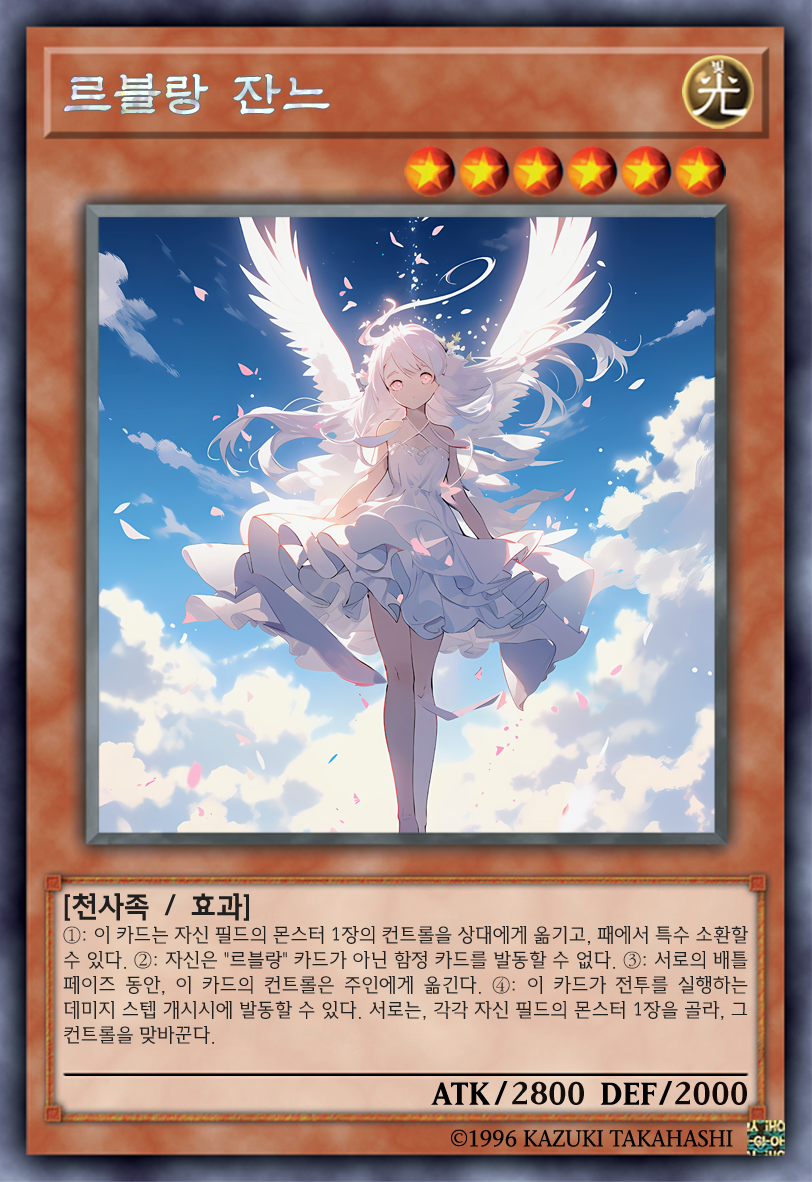 르블랑 잔느
빛
光
[천사족 / 효과]
①: 이 카드는 자신 필드의 몬스터 1장의 컨트롤을 상대에게 옮기고, 패에서 특수 소환할
수 있다. ②: 자신은 "르블랑" 카드가 아닌 함정 카드를 발동할 수 없다. ③: 서로의 배틀
페이즈 동안, 이 카드의 컨트롤은 주인에게 옮긴다. ④: 이 카드가 전투를 실행하는
데미지 스텝 개시시에 발동할 수 있다. 서로는, 각각 자신 필드의 몬스터 1장을 골라, 그
컨트롤을 맞바꾼다.
ATK/2800 DEF/2000
©1996 KAZUKI TAKAHASHI